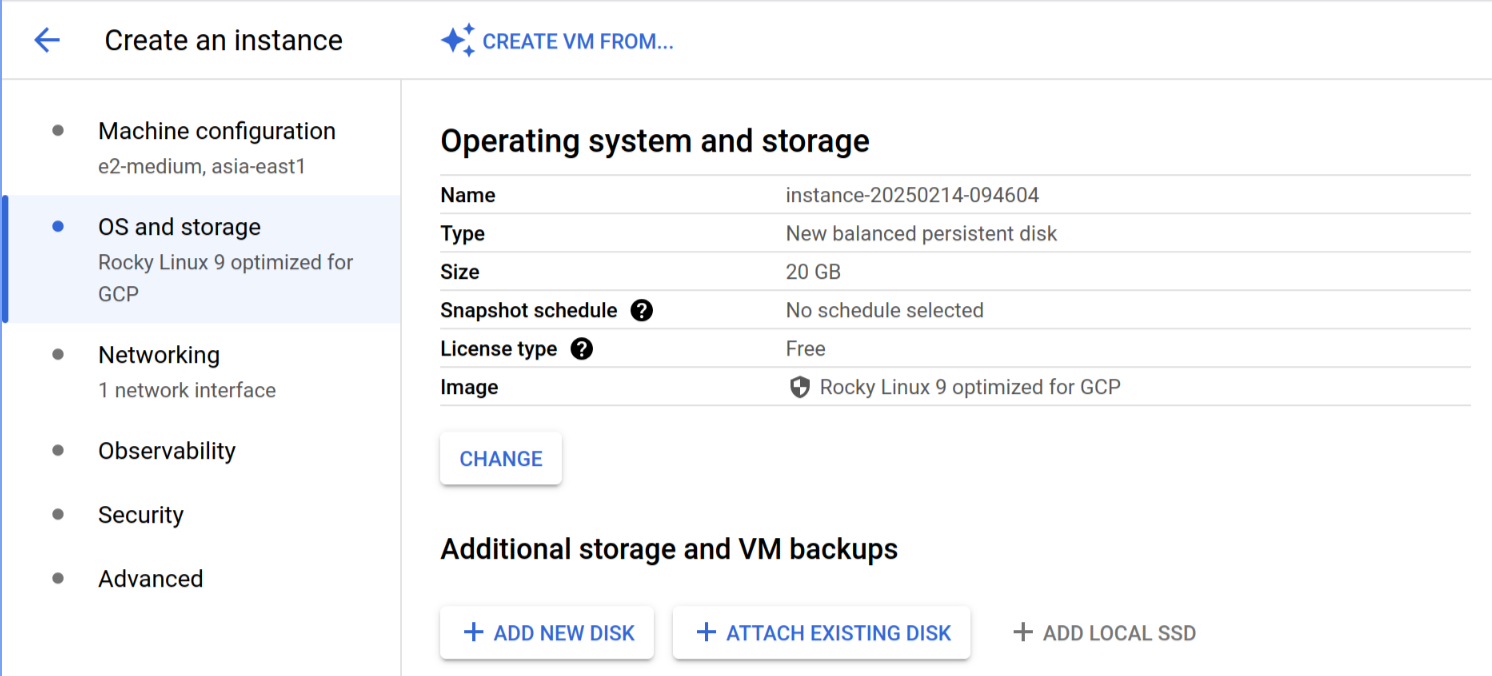 Create an instance
CREATE VM FROM...
Machine configuration
e2-medium, asia-east1
OS and storage
Rocky Linux 9 optimized for
GCP
Networking
1 network interface
Observability
Security
Advanced
Operating system and storage
Name instance-20250214-094604
Type New balanced persistent disk
Size 20 GB
Snapshot schedule ? No schedule selected
License type ? Free
Image Rocky Linux 9 optimized for GCP
CHANGE
Additional storage and VM backups
+ ADD NEW DISK + ATTACH EXISTING DISK + ADD LOCAL SSD